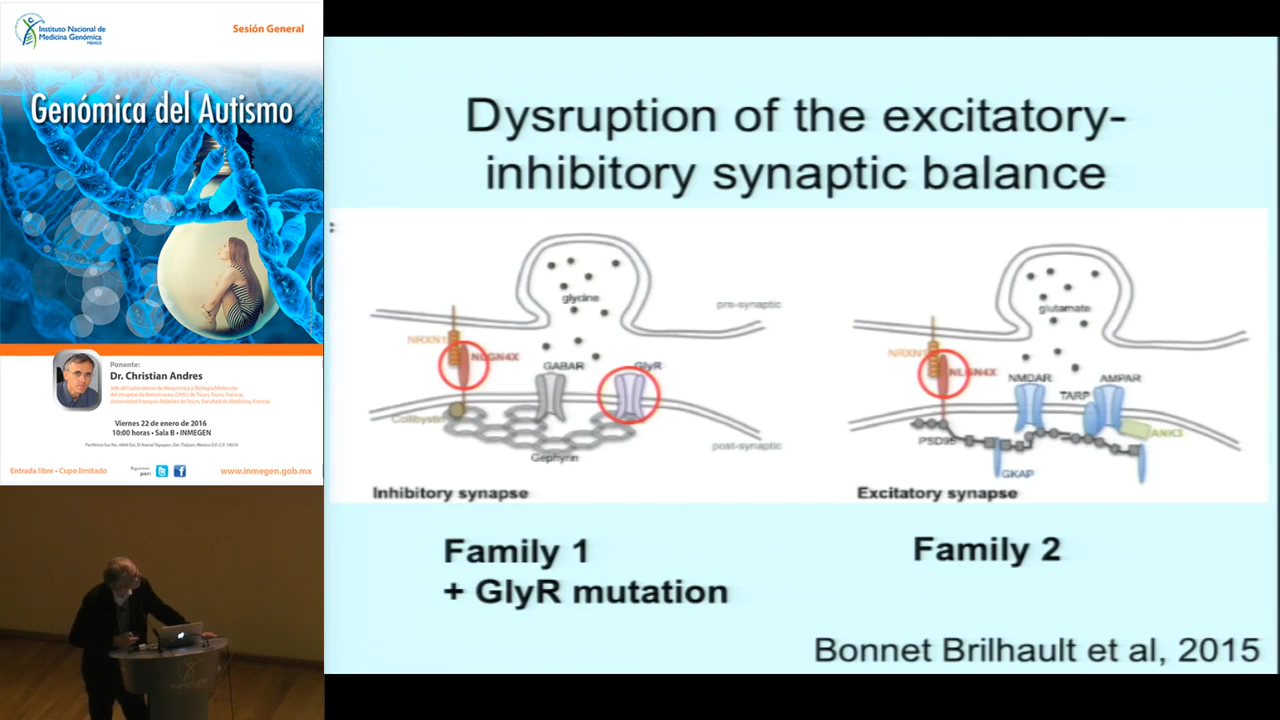 Instituto Nacional de
Medicina Genómica
MÉXICO
Sesión General
Genómica del Autismo
Ponente:
Dr. Christian Andres
Jefe del Laboratorio de Bioquímica y Biología Molecular
del Hospital de Bretonneau, CHRU de Tours, Tours, Francia.
Universidad François Rabelais de Tours, Facultad de Medicina, Francia.
Viernes 22 de enero de 2016
10:00 horas • Sala B • INMEGEN
Periférico Sur No. 4809 Col. El Arenal Tepepan, Del. Tlalpan, México D.F. C.P. 14610
Entrada libre • Cupo limitado
Síguenos
por:
www.inmegen.gob.mx
INMEGEN
Dysruption of the excitatory-
inhibitory synaptic balance
:
glycine
pre-synaptic
NRXN1
NLGN4X
GABAR
GlyR
Collibystin
Gephyrin
post-synaptic
Inhibitory synapse
glutamate
NRXN1
NLGN4X
NMDAR
TARP
AMPAR
PSD95
ANK3
GKAP
Excitatory synapse
Family 1
+ GlyR mutation
Family 2
Bonnet Brilhault et al, 2015